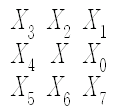 X₃ X₂ X₁
X₄ X X₀
X₅ X₆ X₇